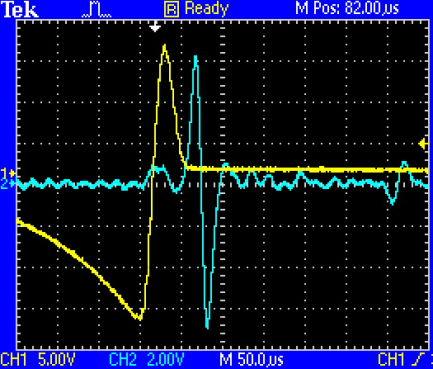 Tek R Ready M Pos: 82.00µs
1
2
CH1 5.00V CH2 2.00V M 50.0µs CH1